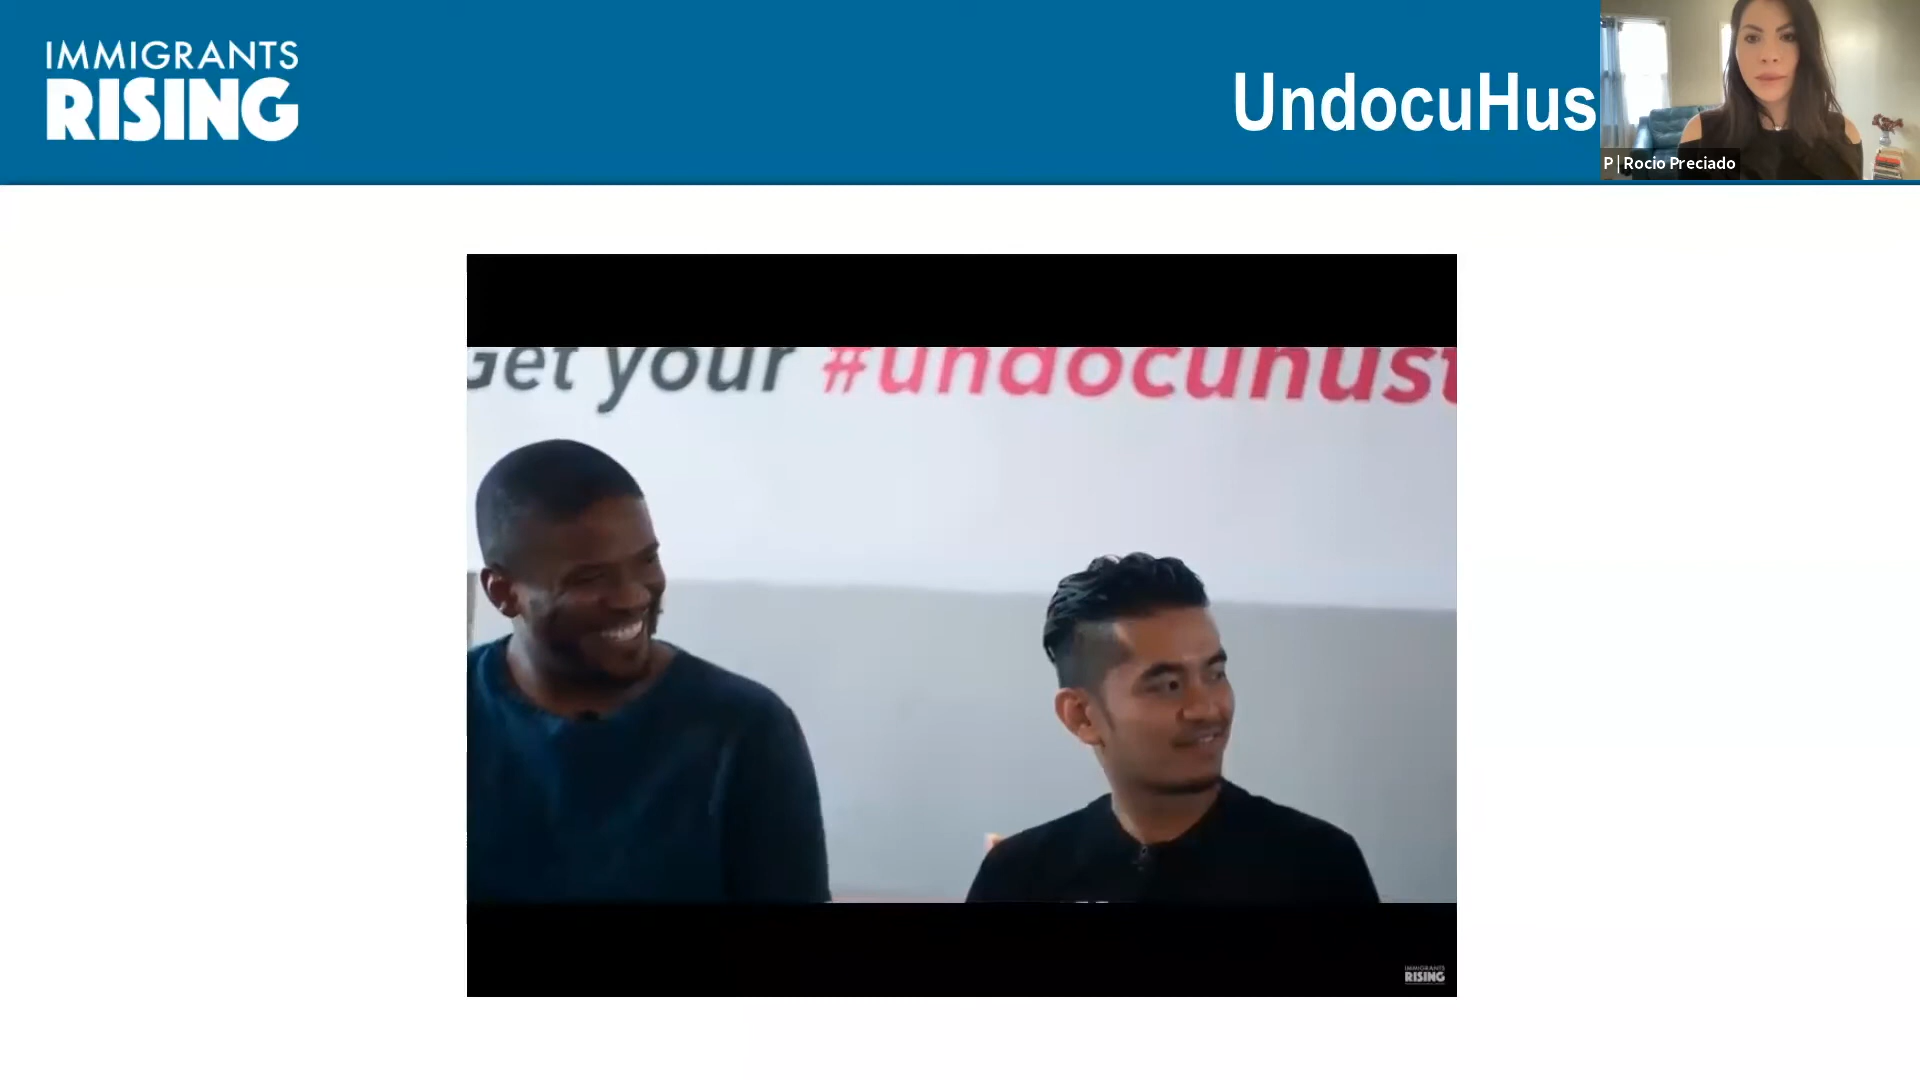 IMMIGRANTS
RISING
UndocuHus
P | Rocio Preciado
Get your #undocuhust
IMMIGRANTS
RISING